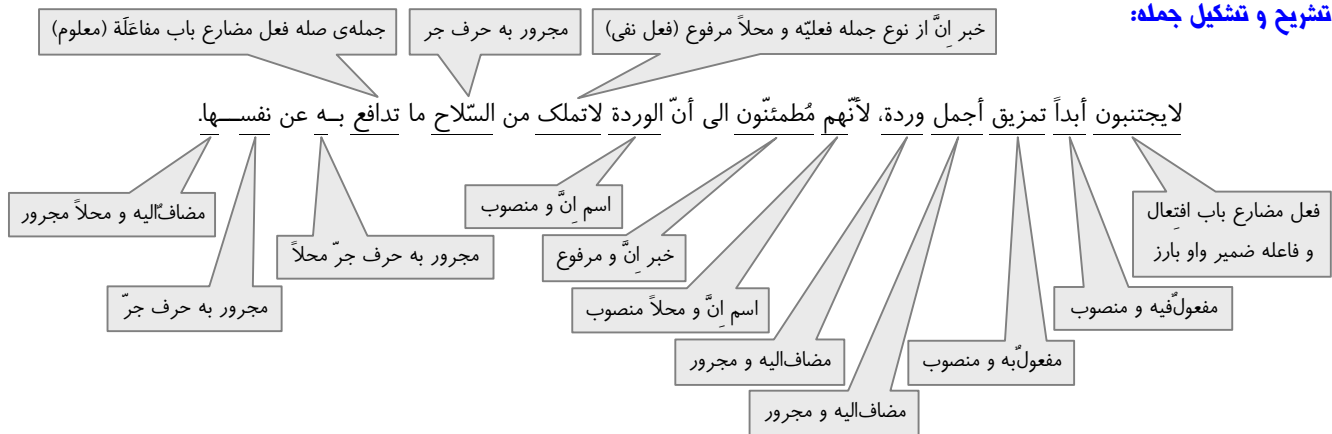 تشریح و تشکیل جمله:
خبر اِنَّ از نوع جمله فعلیّه و محلاً مرفوع (فعل نفی)
مجرور به حرف جر
جمله‌ی صله فعل مضارع باب مفاعَلَة (معلوم)
لایجتنبون أبداً تمزیق أجمل وردة، لأنّهم مُطمئنّون الی أنّ الوردة لاتملک من السّلاح ما تدافع بـه عن نفســها.
فعل مضارع باب افتِعال
و فاعله ضمیر واو بارز
مفعولٌ‌فیه و منصوب
مفعولٌ‌به و منصوب
مضاف‌الیه و مجرور
مضاف‌الیه و مجرور
اسم اِنَّ و محلاً منصوب
خبر اِنَّ و مرفوع
اسم اِنَّ و منصوب
مجرور به حرف جرّ محلاً
مجرور به حرف جرّ
مضافٌ‌الیه و محلاً مجرور